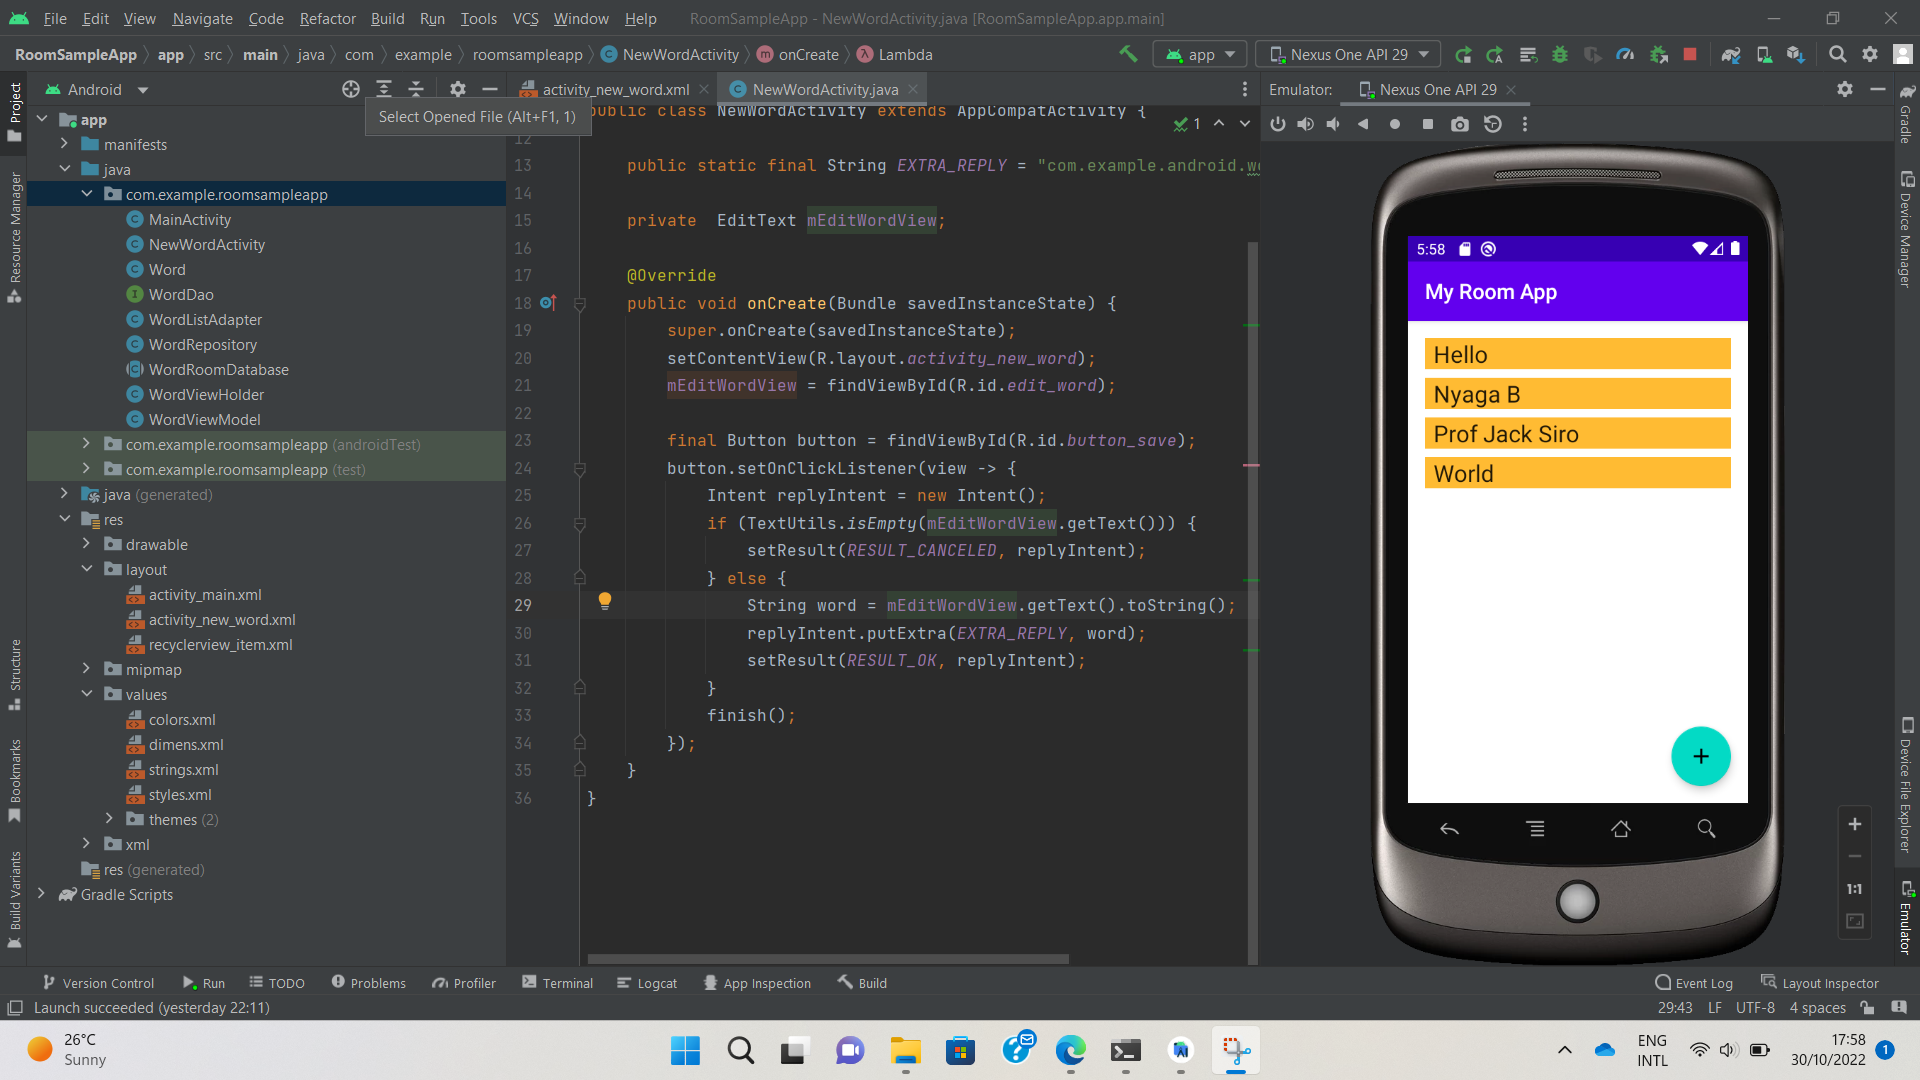 File Edit View Navigate Code Refactor Build Run Tools VCS Window Help RoomSampleApp - NewWordActivity.java [RoomSampleApp.app.main]
RoomSampleApp app src main java com example roomsampleapp NewWordActivity onCreate Lambda app Nexus One API 29
Android activity_new_word.xml NewWordActivity.java Emulator: Nexus One API 29
Select Opened File (Alt+F1, 1)
Project
Resource Manager
Structure
Bookmarks
Build Variants
app
manifests
java
com.example.roomsampleapp
MainActivity
NewWordActivity
Word
WordDao
WordListAdapter
WordRepository
WordRoomDatabase
WordViewHolder
WordViewModel
com.example.roomsampleapp (androidTest)
com.example.roomsampleapp (test)
java (generated)
res
drawable
layout
activity_main.xml
activity_new_word.xml
recyclerview_item.xml
mipmap
values
colors.xml
dimens.xml
strings.xml
styles.xml
themes (2)
xml
res (generated)
Gradle Scripts
public class NewWordActivity extends AppCompatActivity { 1
12
13 public static final String EXTRA_REPLY = "com.example.android.wo
14
15 private EditText mEditWordView;
16
17 @Override
18 public void onCreate(Bundle savedInstanceState) {
19 super.onCreate(savedInstanceState);
20 setContentView(R.layout.activity_new_word);
21 mEditWordView = findViewById(R.id.edit_word);
22
23 final Button button = findViewById(R.id.button_save);
24 button.setOnClickListener(view -> {
25 Intent replyIntent = new Intent();
26 if (TextUtils.isEmpty(mEditWordView.getText())) {
27 setResult(RESULT_CANCELED, replyIntent);
28 } else {
29 String word = mEditWordView.getText().toString();
30 replyIntent.putExtra(EXTRA_REPLY, word);
31 setResult(RESULT_OK, replyIntent);
32 }
33 finish();
34 });
35 }
36 }
5:58
My Room App
Hello
Nyaga B
Prof Jack Siro
World
+
1:1
Gradle
Device Manager
Device File Explorer
Emulator
Version Control Run TODO Problems Profiler Terminal Logcat App Inspection Build Event Log Layout Inspector
Launch succeeded (yesterday 22:11) 29:43 LF UTF-8 4 spaces
26°C
Sunny
ENG
INTL
17:58
30/10/2022
1